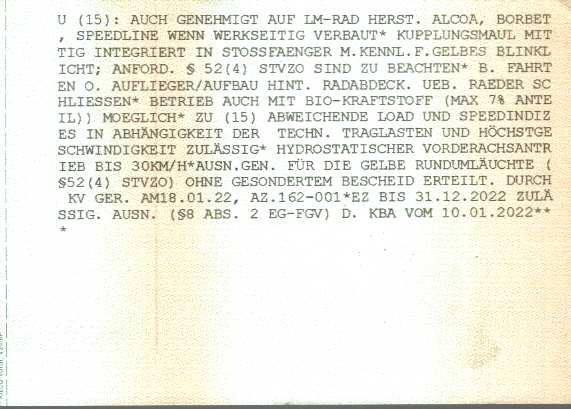 U (15): AUCH GENEHMIGT AUF LM-RAD HERST. ALCOA, BORBET
, SPEEDLINE WENN WERKSEITIG VERBAUT* KUPPLUNGSMAUL MIT
TIG INTEGRIERT IN STOSSFAENGER M.KENNL.F.GELBES BLINKL
ICHT; ANFORD. § 52(4) STVZO SIND ZU BEACHTEN* B. FAHRT
EN O. AUFLIEGER/AUFBAU HINT. RADABDECK. UEB. RAEDER SC
HLIESSEN* BETRIEB AUCH MIT BIO-KRAFTSTOFF (MAX 7% ANTE
IL)) MOEGLICH* ZU (15) ABWEICHENDE LOAD UND SPEEDINDIZ
ES IN ABHÄNGIGKEIT DER TECHN. TRAGLASTEN UND HÖCHSTGE
SCHWINDIGKEIT ZULÄSSIG* HYDROSTATISCHER VORDERACHSANTR
IEB BIS 30KM/H*AUSN.GEN. FÜR DIE GELBE RUNDUMLÄUCHTE (
§52(4) STVZO) OHNE GESONDERTEM BESCHEID ERTEILT. DURCH
KV GER. AM18.01.22, AZ.162-001*EZ BIS 31.12.2022 ZULÄ
SSIG. AUSN. (§8 ABS. 2 EG-FGV) D. KBA VOM 10.01.2022**
*